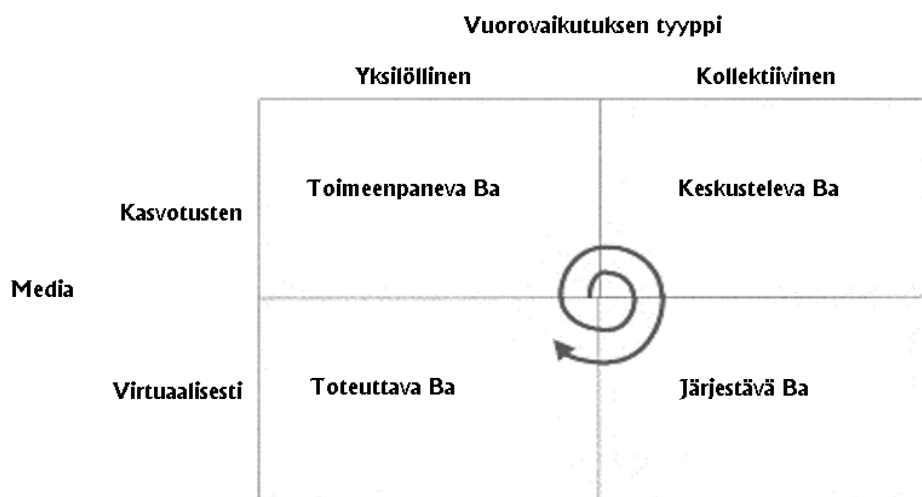 Vuorovaikutuksen tyyppi
Yksilöllinen Kollektiivinen
Toimeenpaneva Ba Keskusteleva Ba
Kasvotusten
Media
Virtuaalisesti Toteuttava Ba Järjestävä Ba